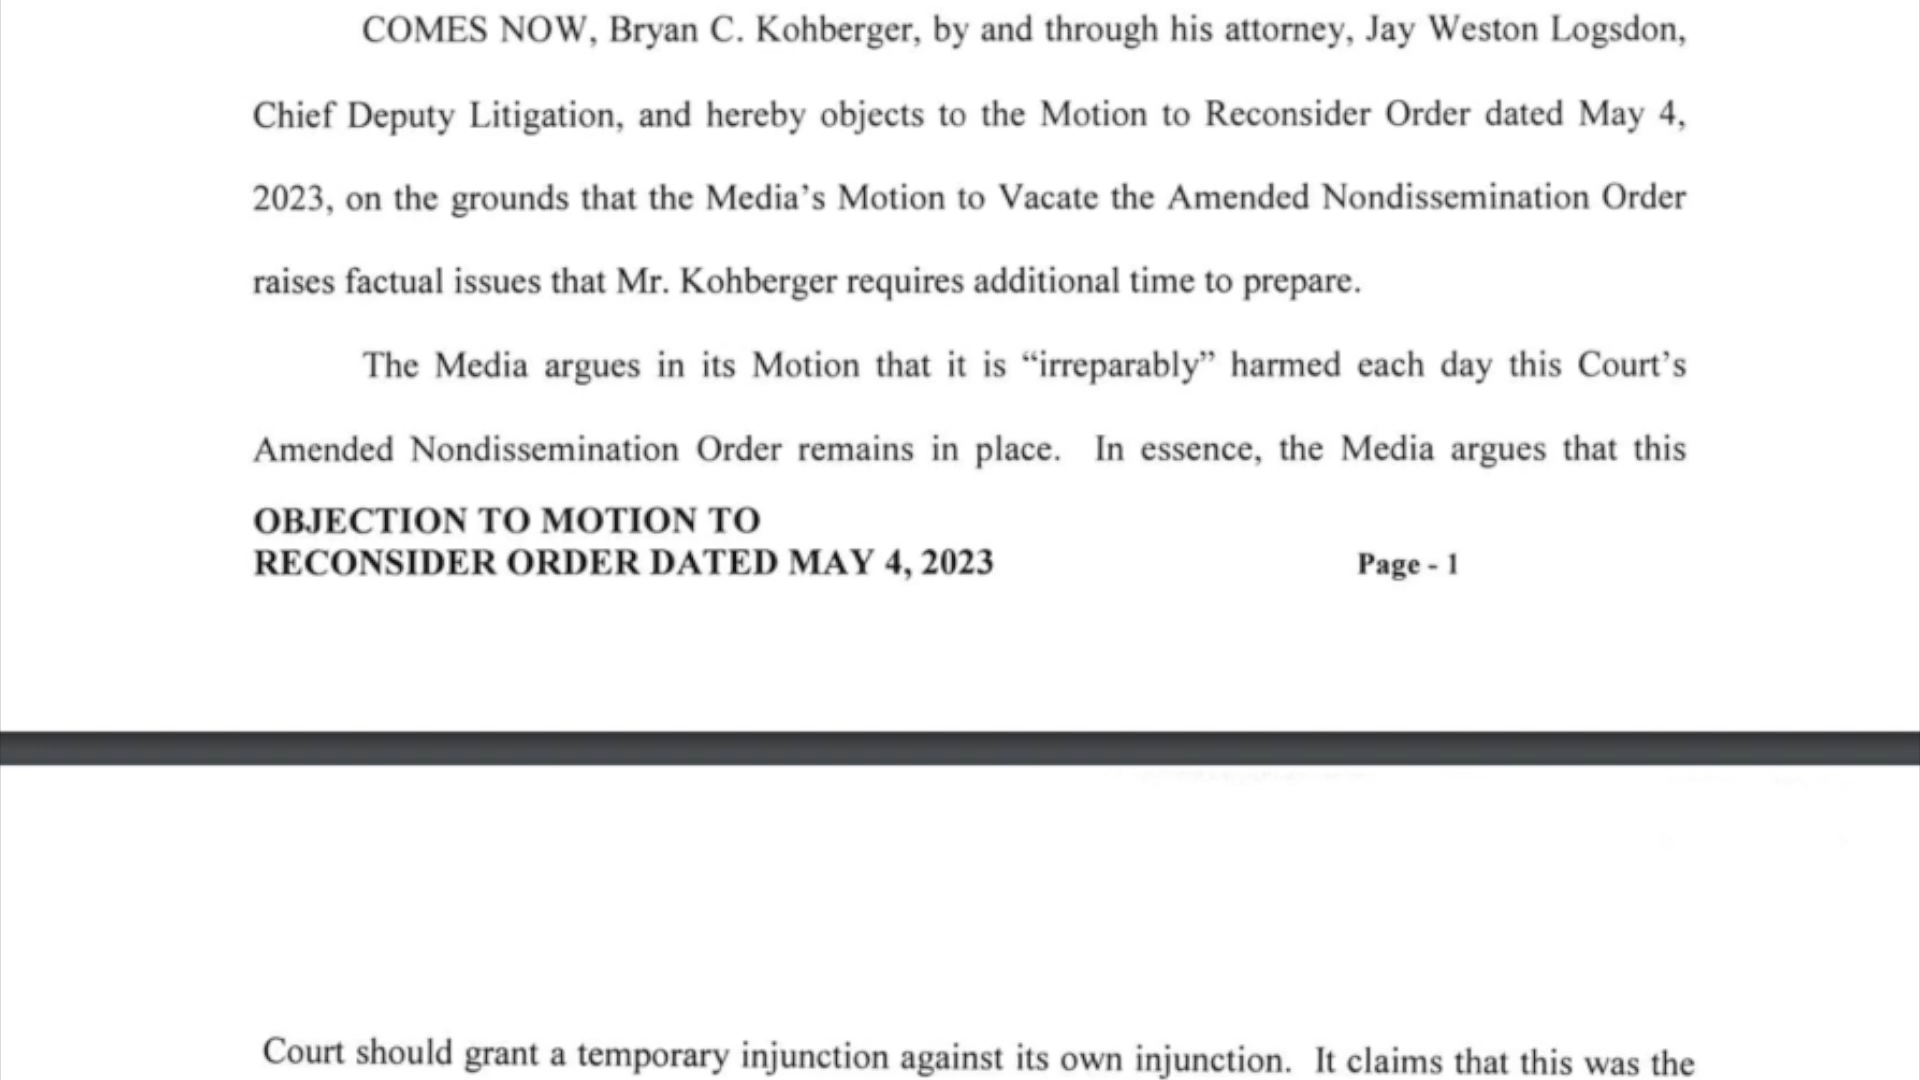 COMES NOW, Bryan C. Kohberger, by and through his attorney, Jay Weston Logsdon,
Chief Deputy Litigation, and hereby objects to the Motion to Reconsider Order dated May 4,
2023, on the grounds that the Media’s Motion to Vacate the Amended Nondissemination Order
raises factual issues that Mr. Kohberger requires additional time to prepare.
The Media argues in its Motion that it is “irreparably” harmed each day this Court’s
Amended Nondissemination Order remains in place. In essence, the Media argues that this
OBJECTION TO MOTION TO
RECONSIDER ORDER DATED MAY 4, 2023 Page - 1
Court should grant a temporary injunction against its own injunction. It claims that this was the